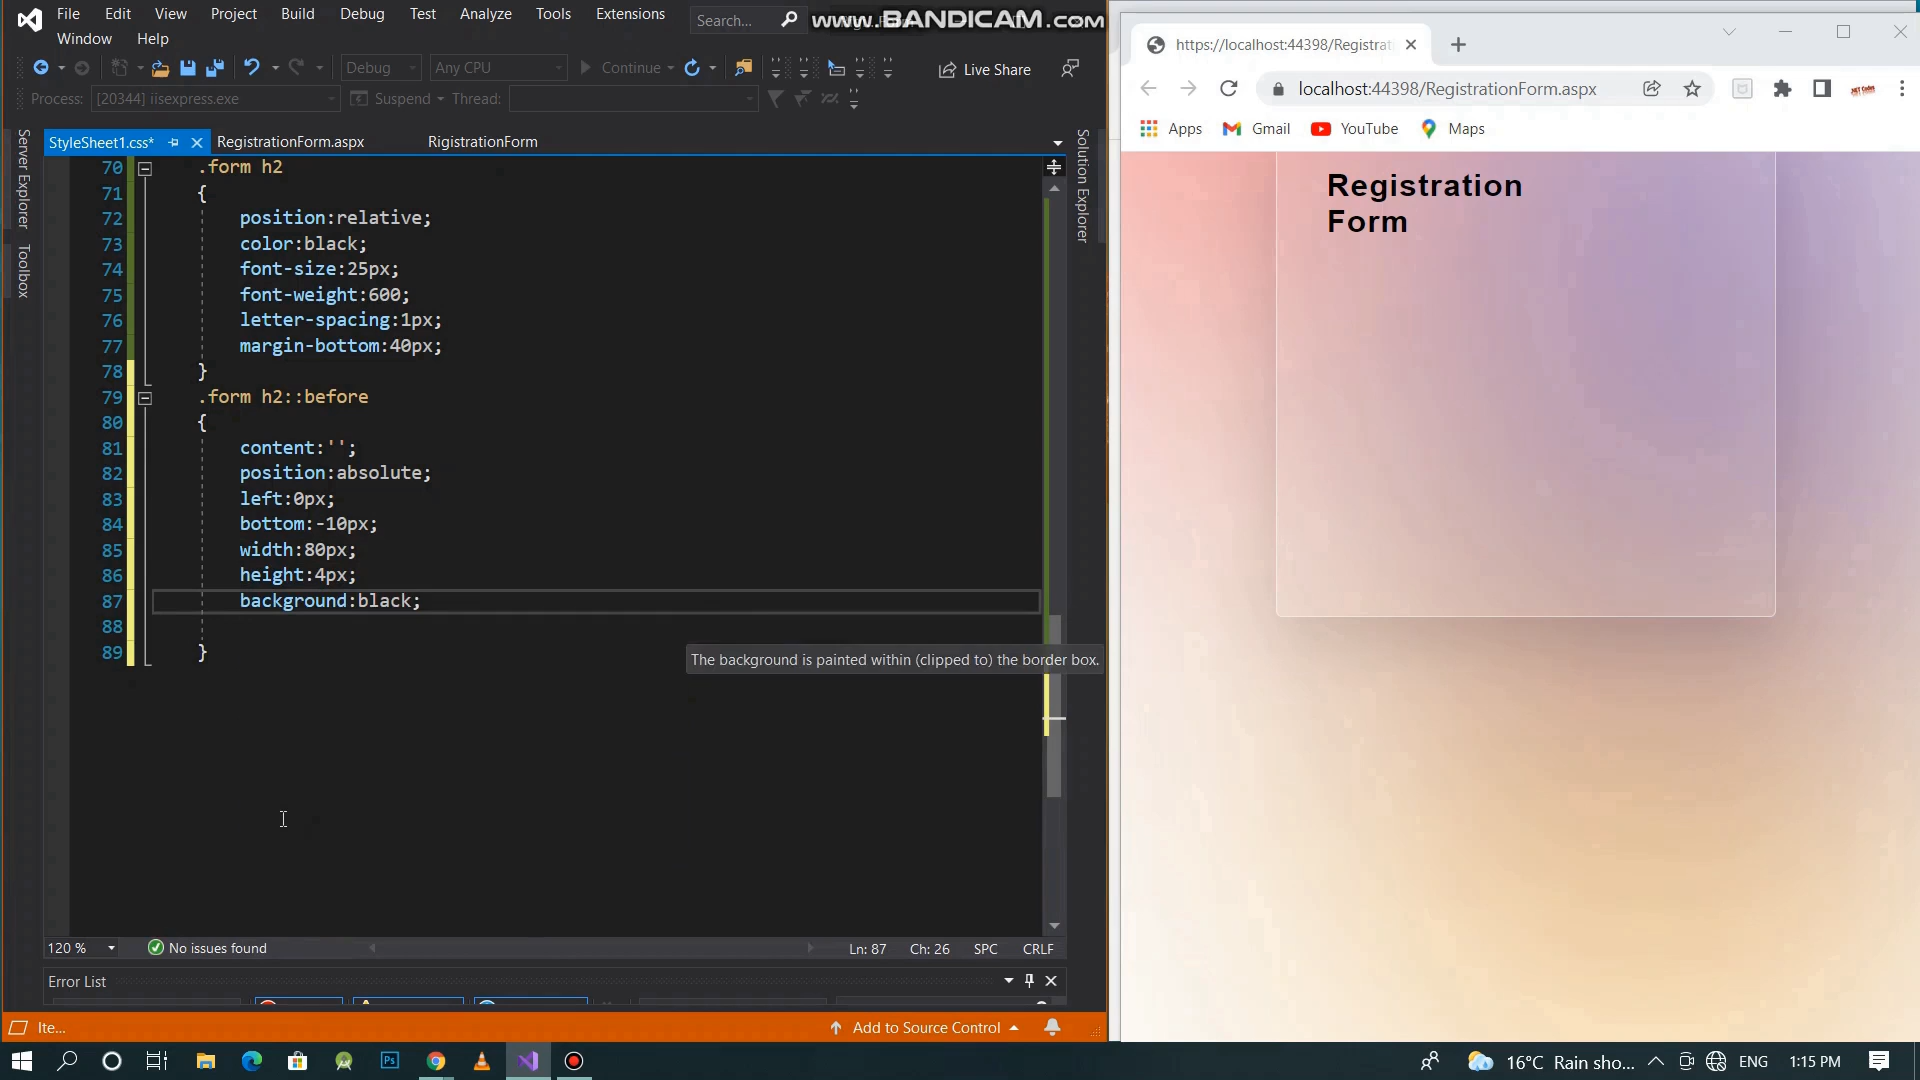 File Edit View Project Build Debug Test Analyze Tools Extensions
Window Help
Search...
www.BANDICAM.com
Debug Any CPU Continue Live Share
Process: [20344] iisexpress.exe Suspend Thread:
StyleSheet1.css* RegistrationForm.aspx RigistrationForm
Server Explorer
Toolbox
Solution Explorer
70 .form h2
71 {
72 position:relative;
73 color:black;
74 font-size:25px;
75 font-weight:600;
76 letter-spacing:1px;
77 margin-bottom:40px;
78 }
79 .form h2::before
80 {
81 content:'';
82 position:absolute;
83 left:0px;
84 bottom:-10px;
85 width:80px;
86 height:4px;
87 background:black;
88
89 }
The background is painted within (clipped to) the border box.
120 % No issues found Ln: 87 Ch: 26 SPC CRLF
Error List
Ite... Add to Source Control
https://localhost:44398/Registrat
localhost:44398/RegistrationForm.aspx
Apps Gmail YouTube Maps
Registration
Form
Ps
16°C Rain sho... ENG 1:15 PM